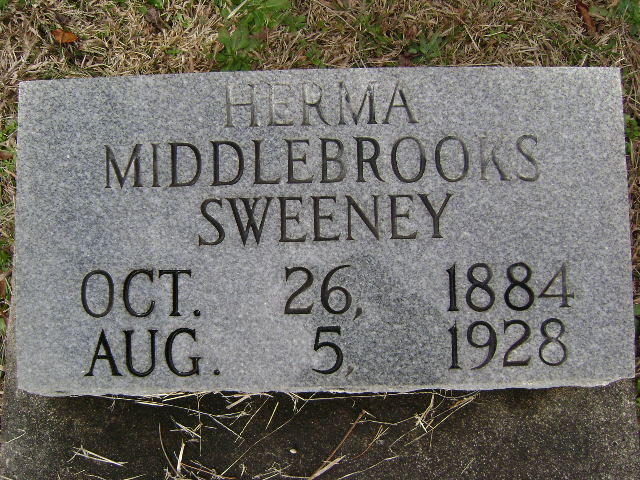 HERMA
MIDDLEBROOKS
SWEENEY
OCT. 26, 1884
AUG. 5, 1928